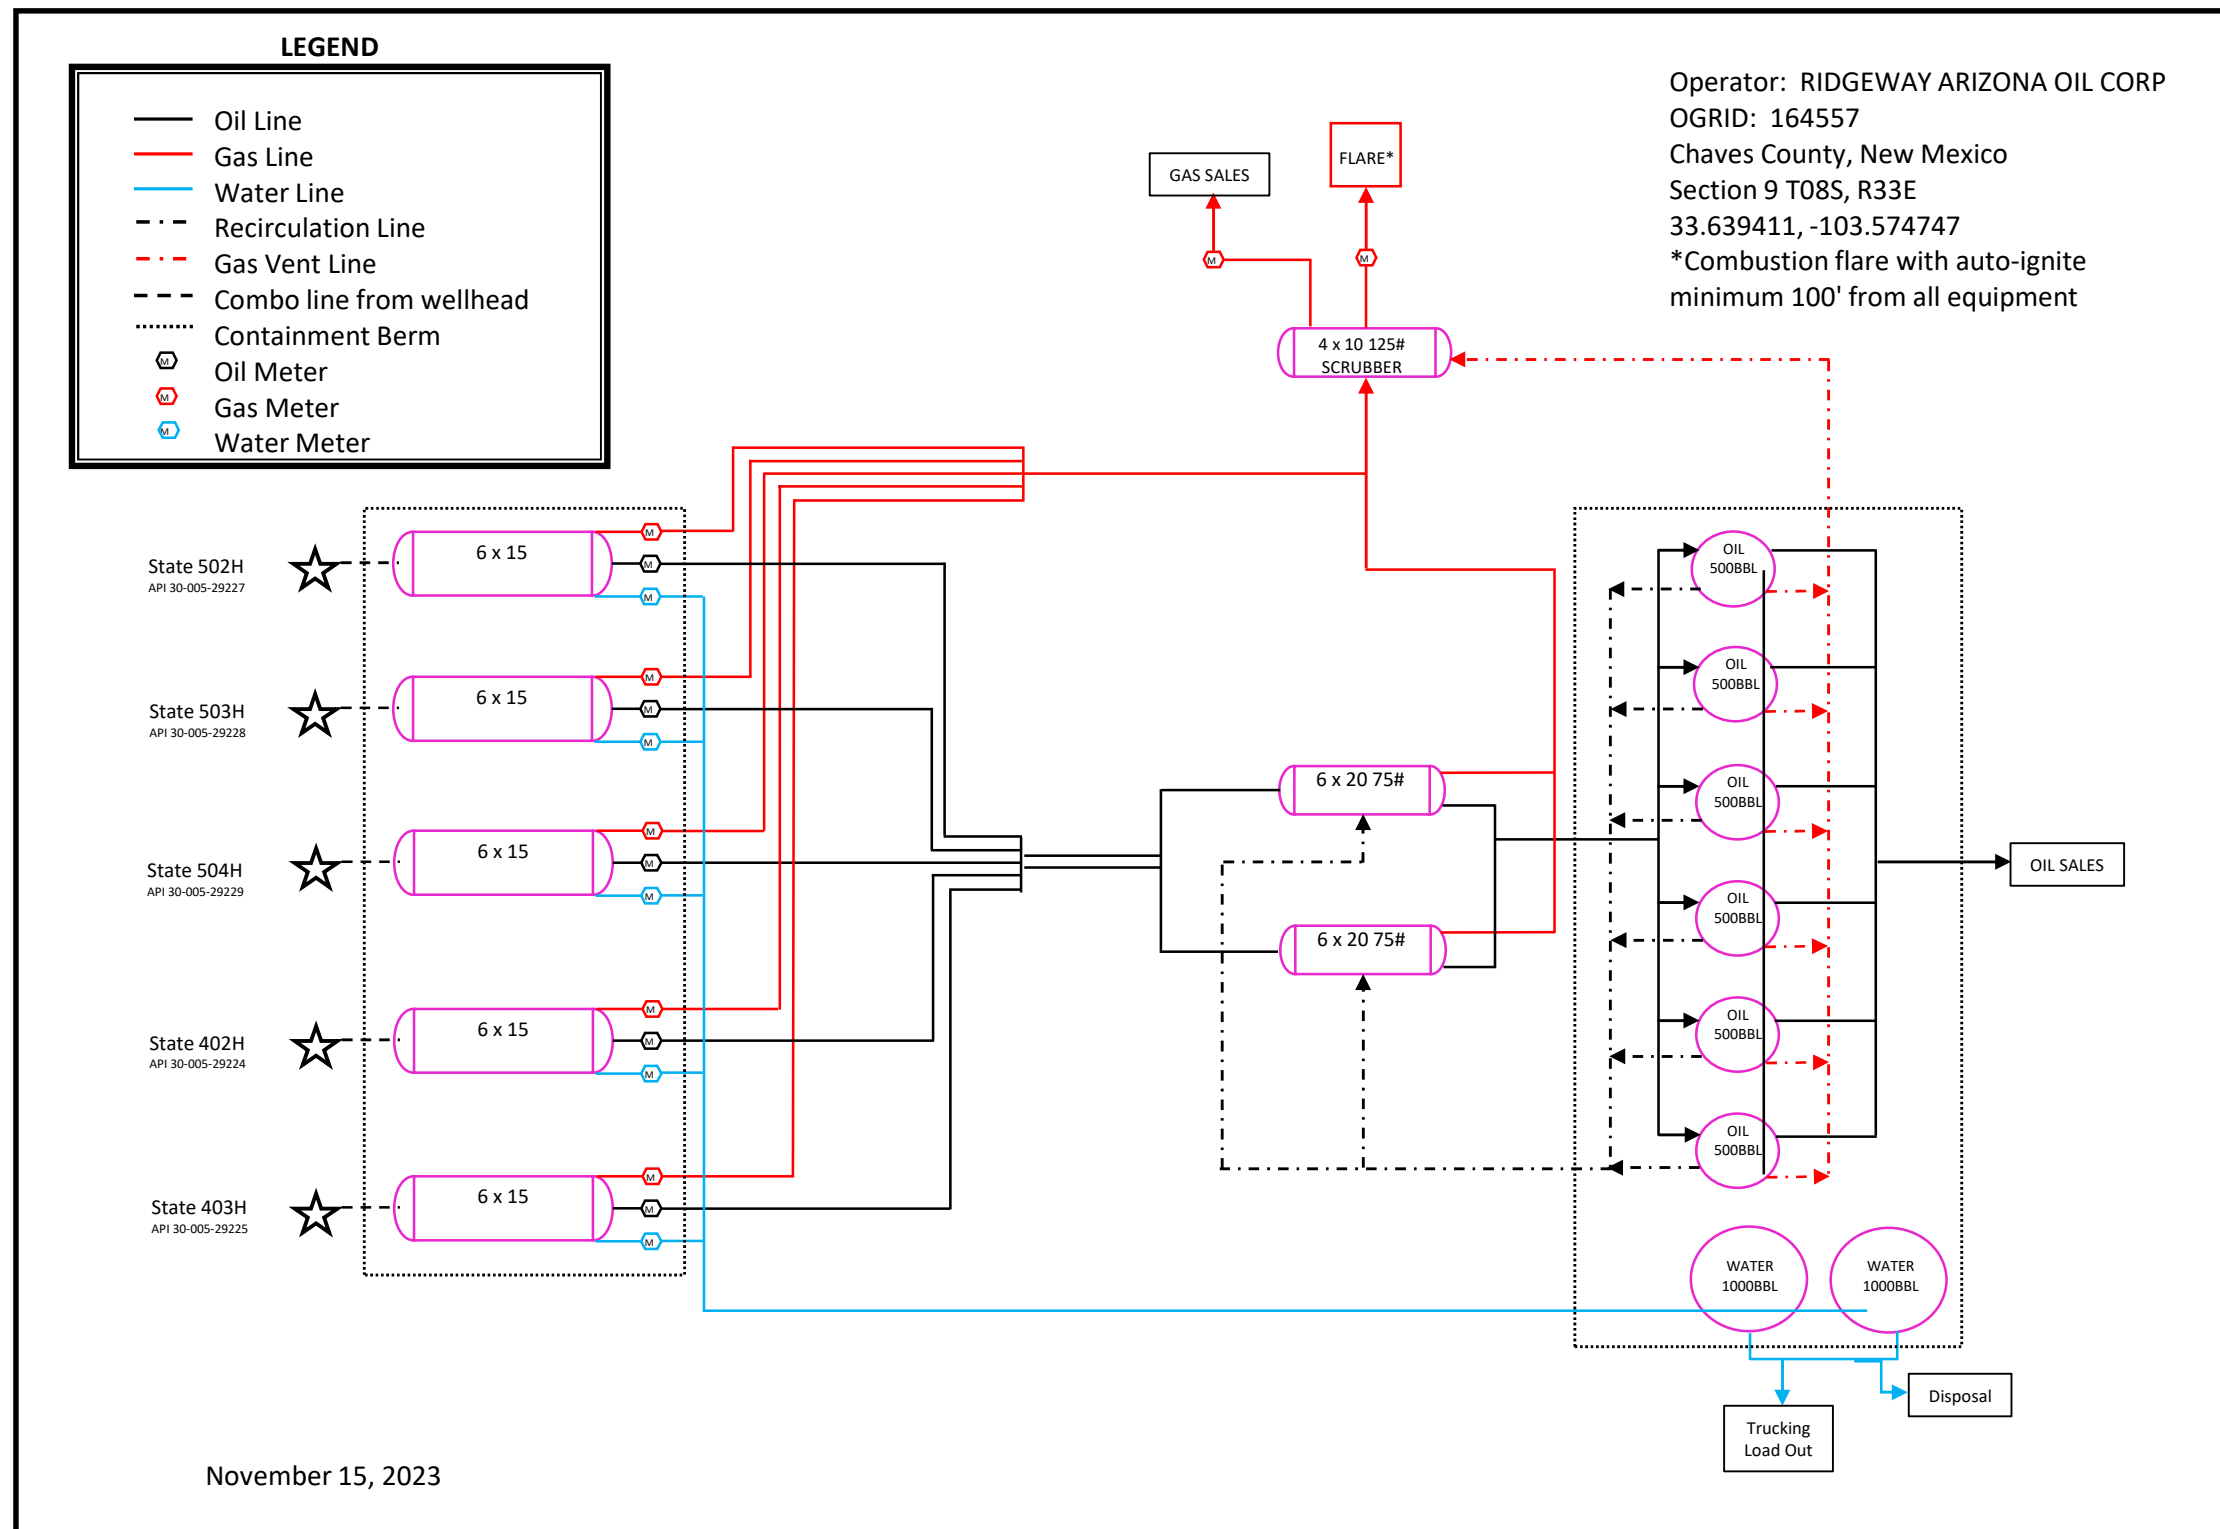 LEGEND
Oil Line
Gas Line
Water Line
Recirculation Line
Gas Vent Line
Combo line from wellhead
Containment Berm
M Oil Meter
M Gas Meter
M Water Meter
Operator: RIDGEWAY ARIZONA OIL CORP
OGRID: 164557
Chaves County, New Mexico
Section 9 T08S, R33E
33.639411, -103.574747
*Combustion flare with auto-ignite
minimum 100' from all equipment
GAS SALES
FLARE*
M
M
4 x 10 125#
SCRUBBER
State 502H
API 30-005-29227
6 x 15
M
M
M
State 503H
API 30-005-29228
6 x 15
M
M
M
State 504H
API 30-005-29229
6 x 15
M
M
M
State 402H
API 30-005-29224
6 x 15
M
M
M
State 403H
API 30-005-29225
6 x 15
M
M
M
6 x 20 75#
6 x 20 75#
OIL
500BBL
OIL
500BBL
OIL
500BBL
OIL
500BBL
OIL
500BBL
OIL
500BBL
OIL SALES
WATER
1000BBL
WATER
1000BBL
Disposal
Trucking
Load Out
November 15, 2023